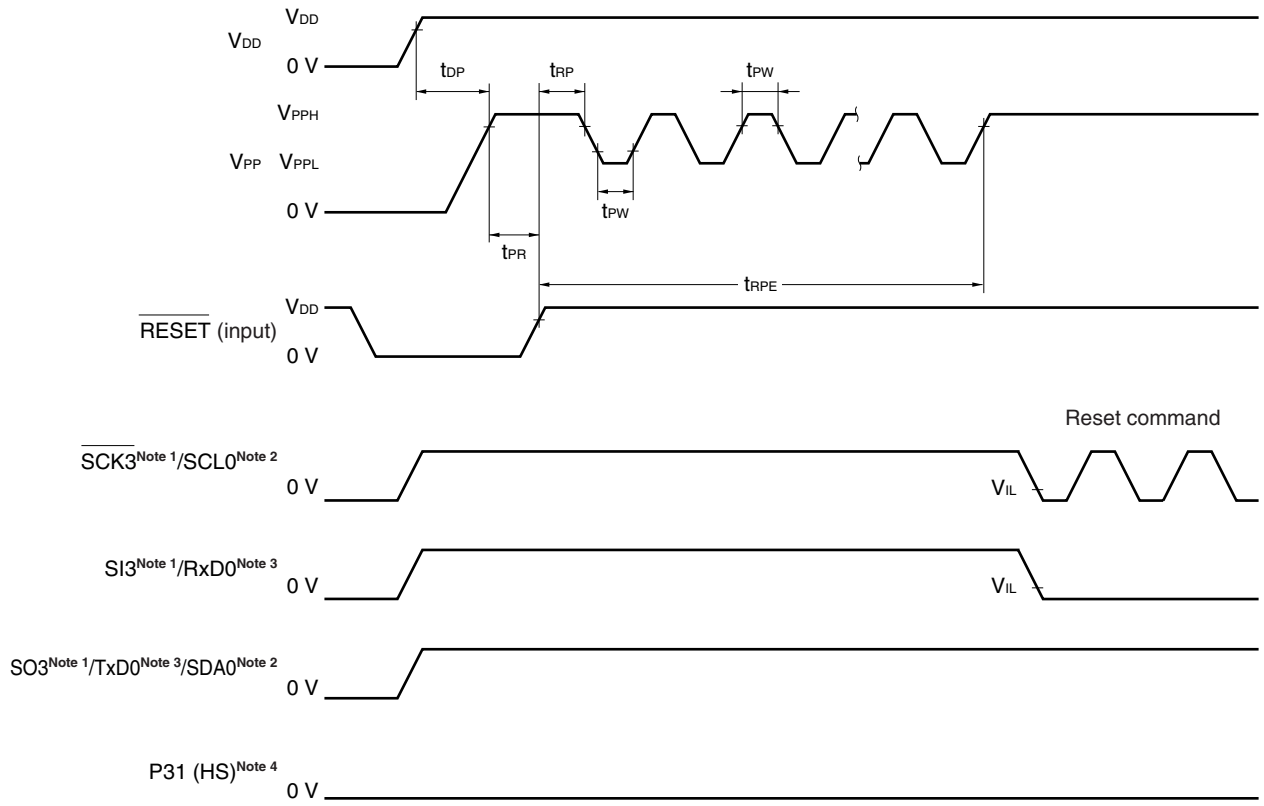 VDD
VDD
0 V
tDP
tRP
tPW
VPPH
VPP VPPL
0 V
tPW
tPR
tRPE
VDD
RESET (input)
0 V
Reset command
SCK3Note 1/SCL0Note 2
0 V
VIL
SI3Note 1/RxD0Note 3
0 V
VIL
SO3Note 1/TxD0Note 3/SDA0Note 2
0 V
P31 (HS)Note 4
0 V